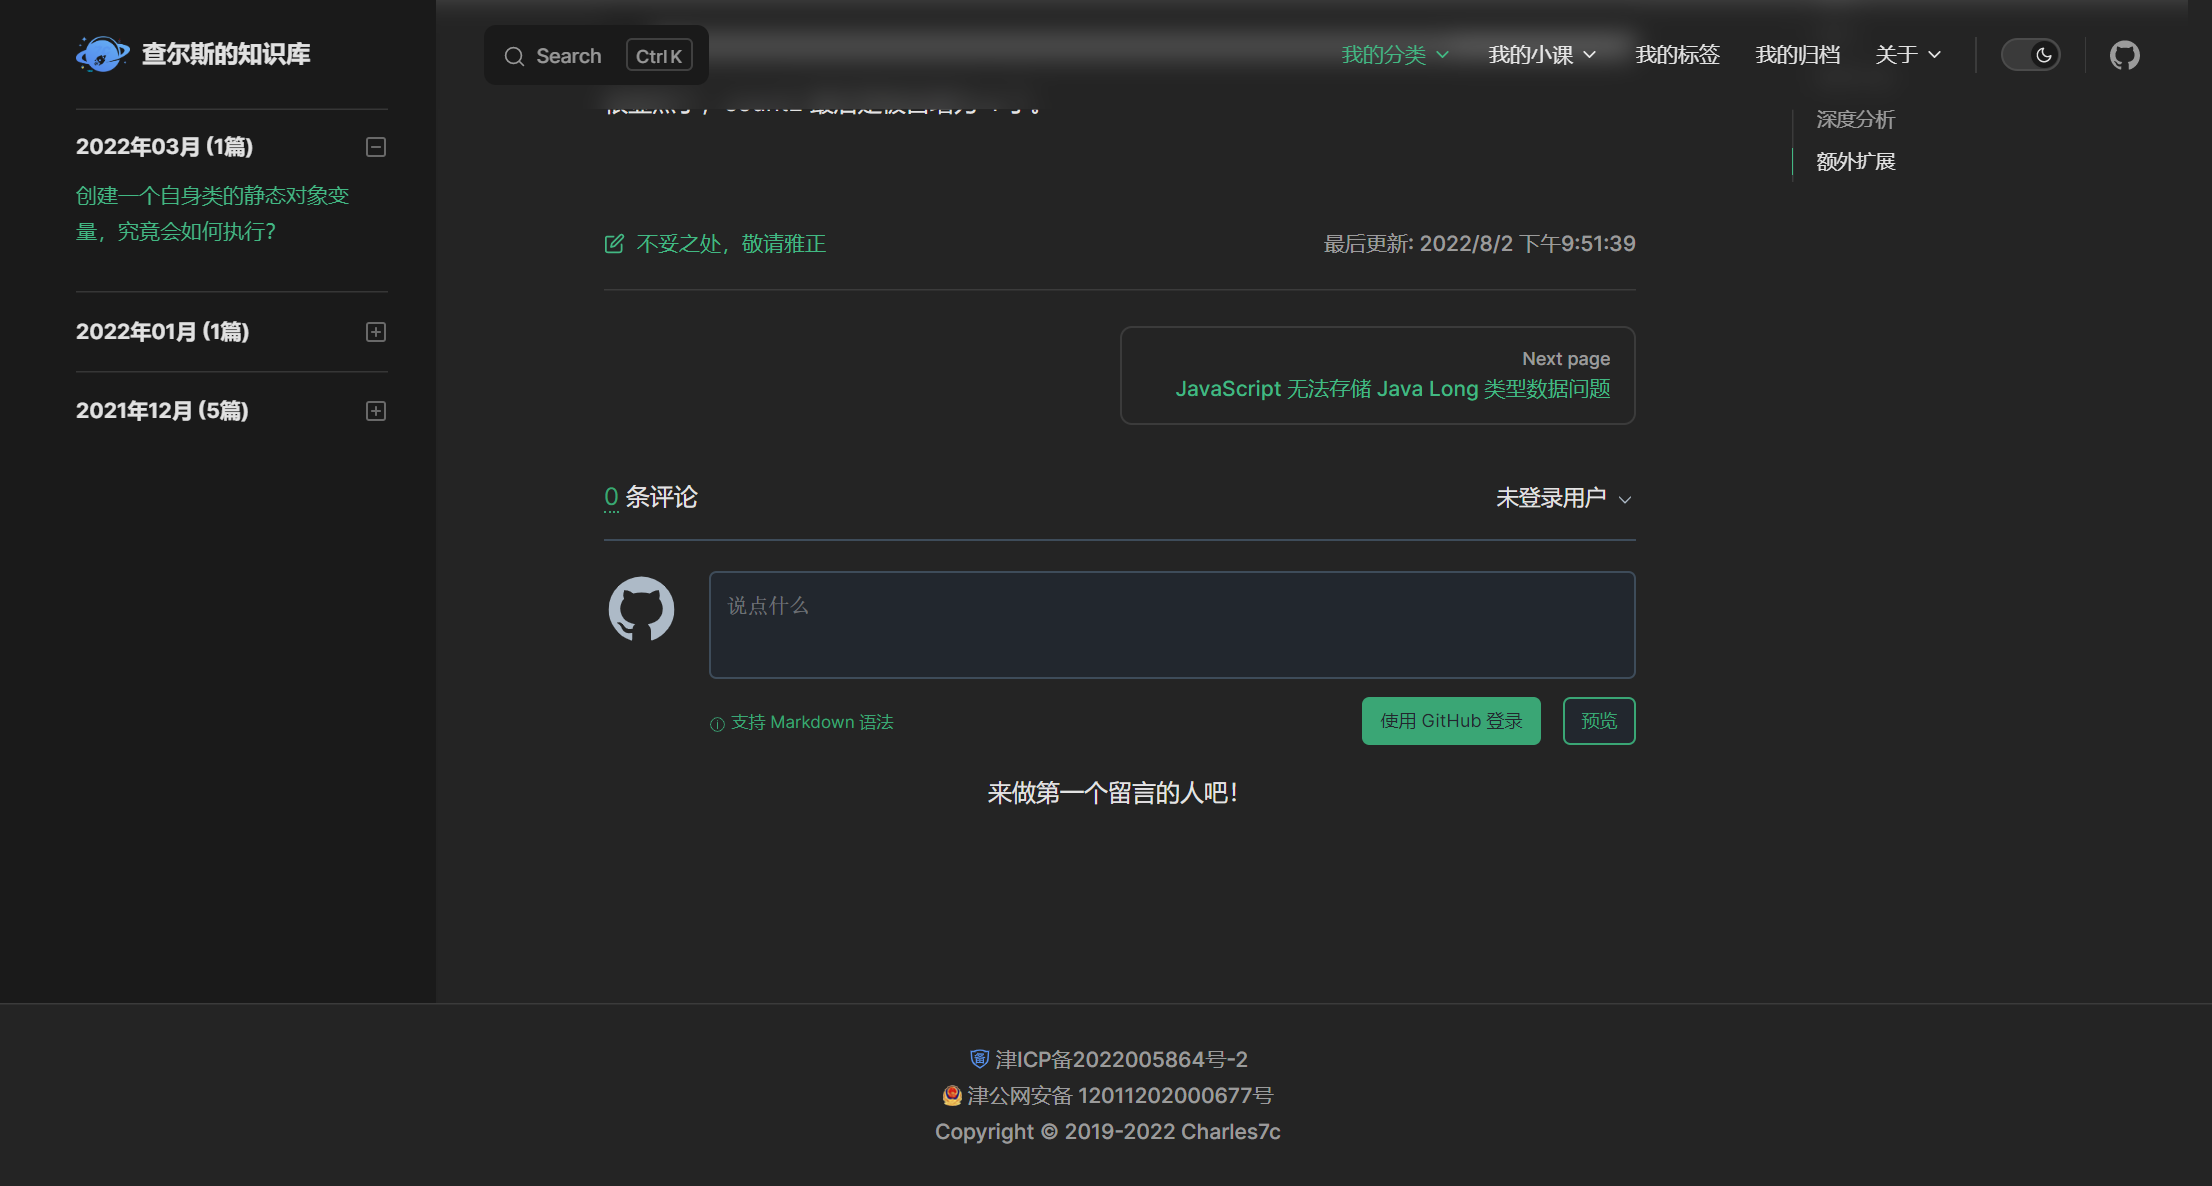 查尔斯的知识库
Search
Ctrl K
我的分类
我的小课
我的标签
我的归档
关于
2022年03月 (1篇)
创建一个自身类的静态对象变
量，究竟会如何执行？
2022年01月 (1篇)
2021年12月 (5篇)
深度分析
额外扩展
不妥之处，敬请雅正
最后更新: 2022/8/2 下午9:51:39
Next page
JavaScript 无法存储 Java Long 类型数据问题
0 条评论
未登录用户
说点什么
支持 Markdown 语法
使用 GitHub 登录
预览
来做第一个留言的人吧！
津ICP备2022005864号-2
津公网安备 12011202000677号
Copyright © 2019-2022 Charles7c